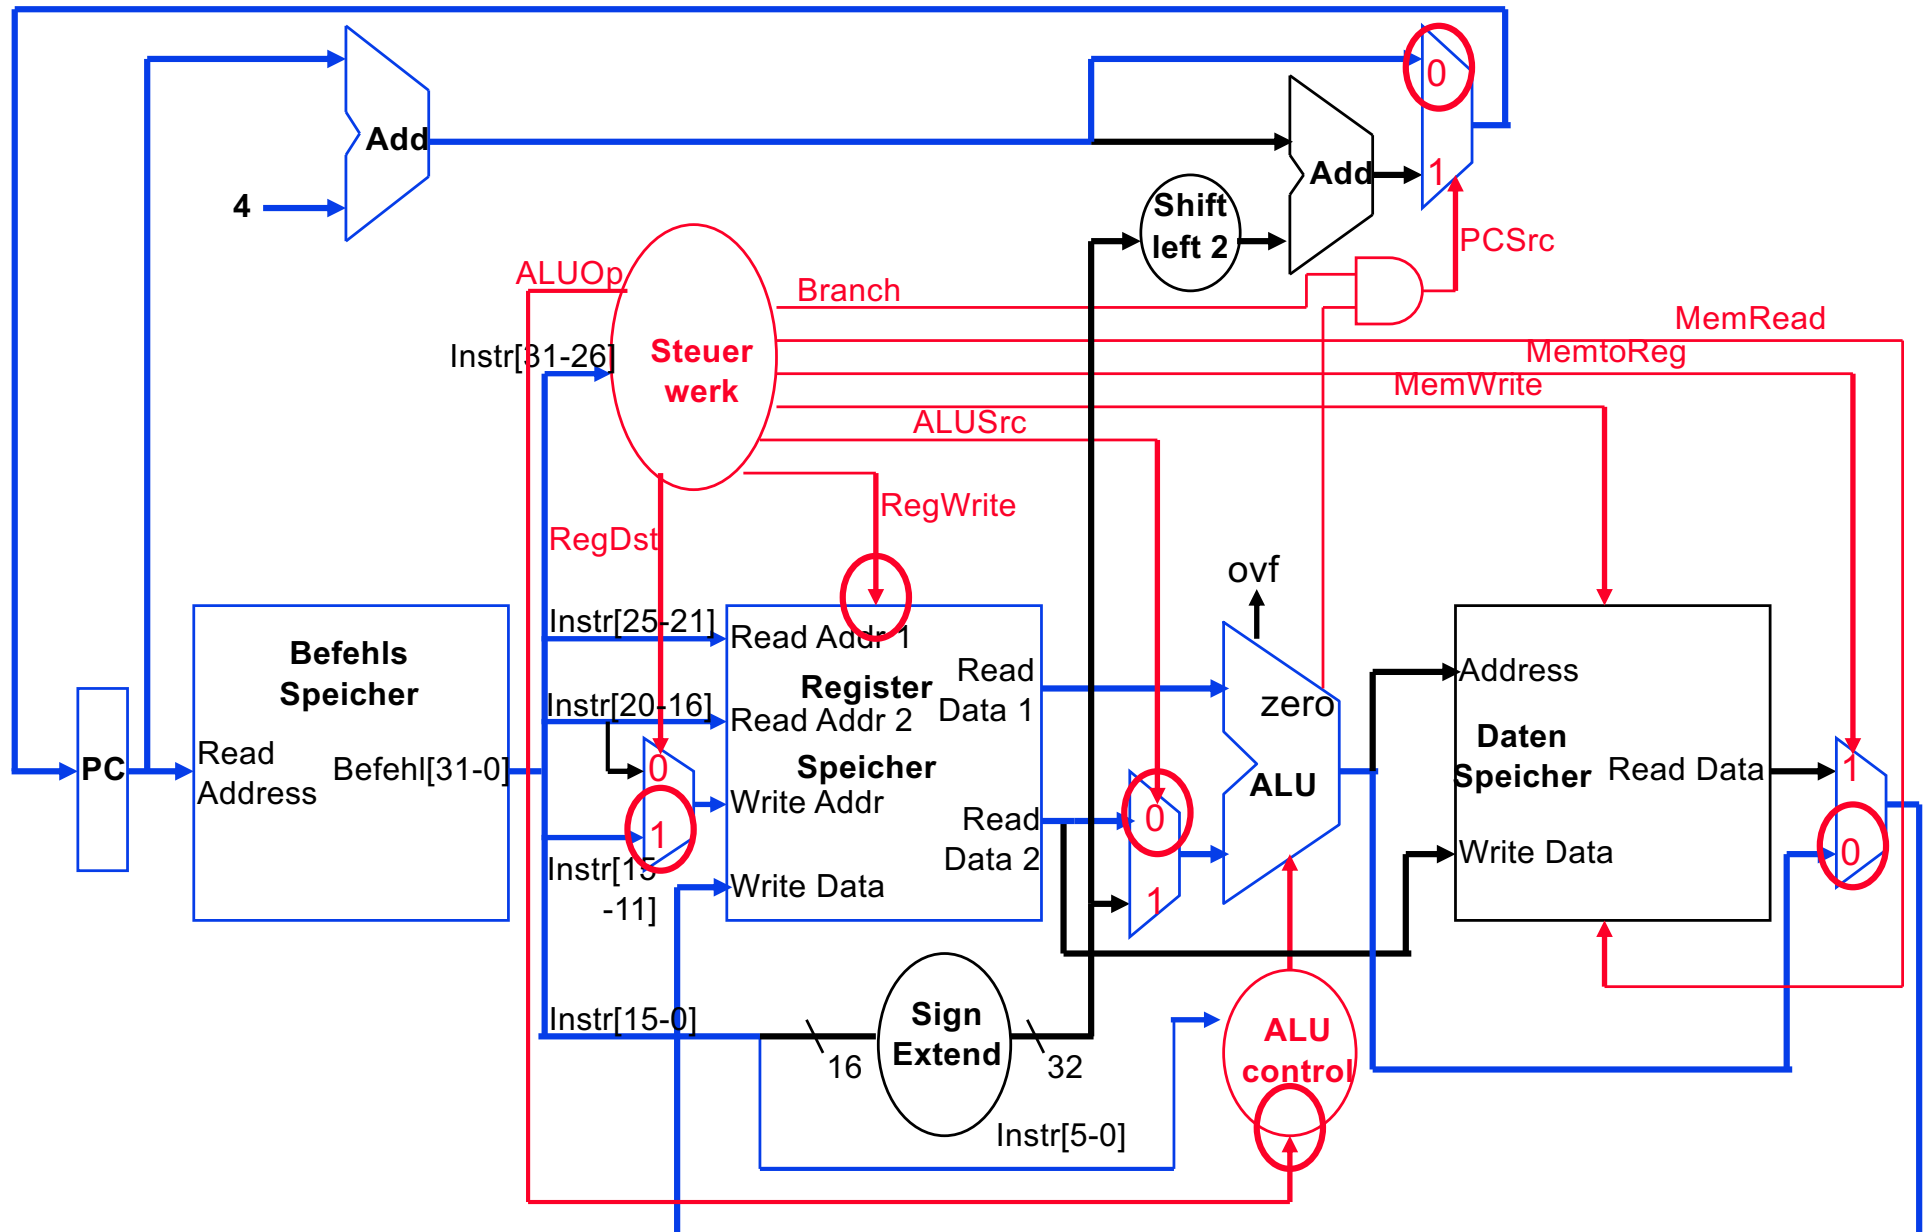 0
Add
1
Add
4
Shift
left 2
PCSrc
ALUOp
Branch
MemRead
Instr[31-26]
Steuer
werk
MemtoReg
MemWrite
ALUSrc
RegWrite
RegDst
ovf
Instr[25-21]
Read Addr 1
Befehls
Speicher
Read
Data 1
Register
Address
Instr[20-16]
Read Addr 2
zero
Daten
Speicher
PC
Read
Address
Befehl[31-0]
0
Speicher
ALU
Read Data
1
Write Addr
1
Read
Data 2
0
Write Data
0
Instr[15
-11]
Write Data
1
Instr[15-0]
Sign
Extend
16
32
ALU
control
Instr[5-0]